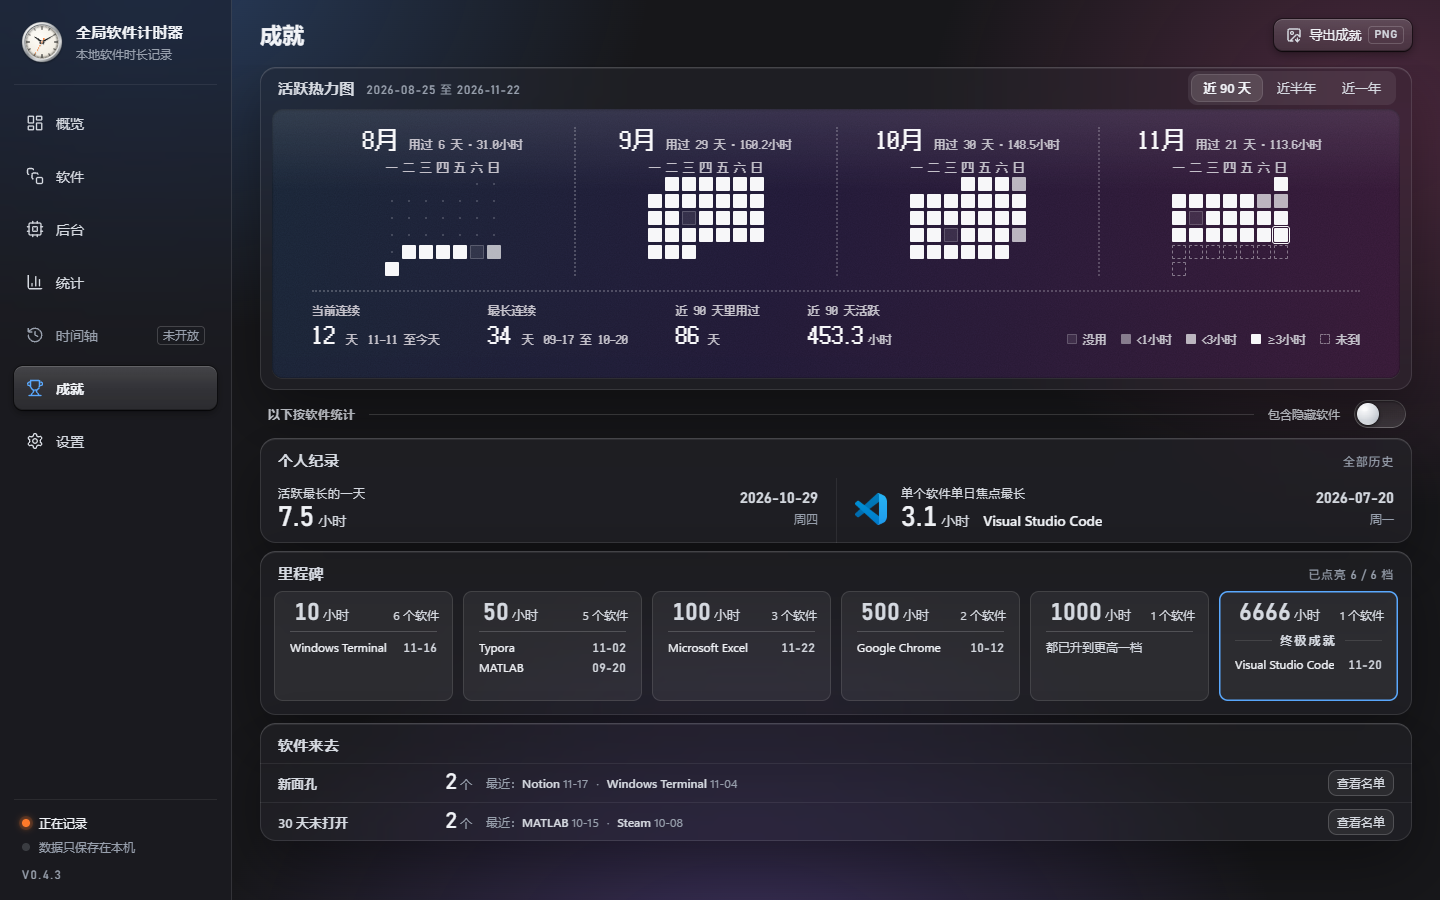 全局软件计时器
本地软件时长记录
概览
软件
后台
统计
时间轴 未开放
成就
设置
正在记录
数据只保存在本机
V0.4.3
成就
导出成就 PNG
活跃热力图 2026-08-25 至 2026-11-22
近 90 天 近半年 近一年
8月 用过 6 天 · 31.0小时
一 二 三 四 五 六 日
9月 用过 29 天 · 160.2小时
一 二 三 四 五 六 日
10月 用过 30 天 · 148.5小时
一 二 三 四 五 六 日
11月 用过 21 天 · 113.6小时
一 二 三 四 五 六 日
当前连续
12 天 11-11 至今天
最长连续
34 天 09-17 至 10-20
近 90 天里用过
86 天
近 90 天活跃
453.3 小时
没用 <1小时 <3小时 ≥3小时 未到
以下按软件统计
包含隐藏软件
个人纪录
全部历史
活跃最长的一天
7.5 小时
2026-10-29
周四
单个软件单日焦点最长
3.1 小时 Visual Studio Code
2026-07-20
周一
里程碑
已点亮 6 / 6 档
10 小时 6 个软件
Windows Terminal 11-16
50 小时 5 个软件
Typora 11-02
MATLAB 09-20
100 小时 3 个软件
Microsoft Excel 11-22
500 小时 2 个软件
Google Chrome 10-12
1000 小时 1 个软件
都已升到更高一档
6666 小时 1 个软件
终极成就
Visual Studio Code 11-20
软件来去
新面孔 2 个 最近： Notion 11-17 · Windows Terminal 11-04 查看名单
30 天未打开 2 个 最近： MATLAB 10-15 · Steam 10-08 查看名单